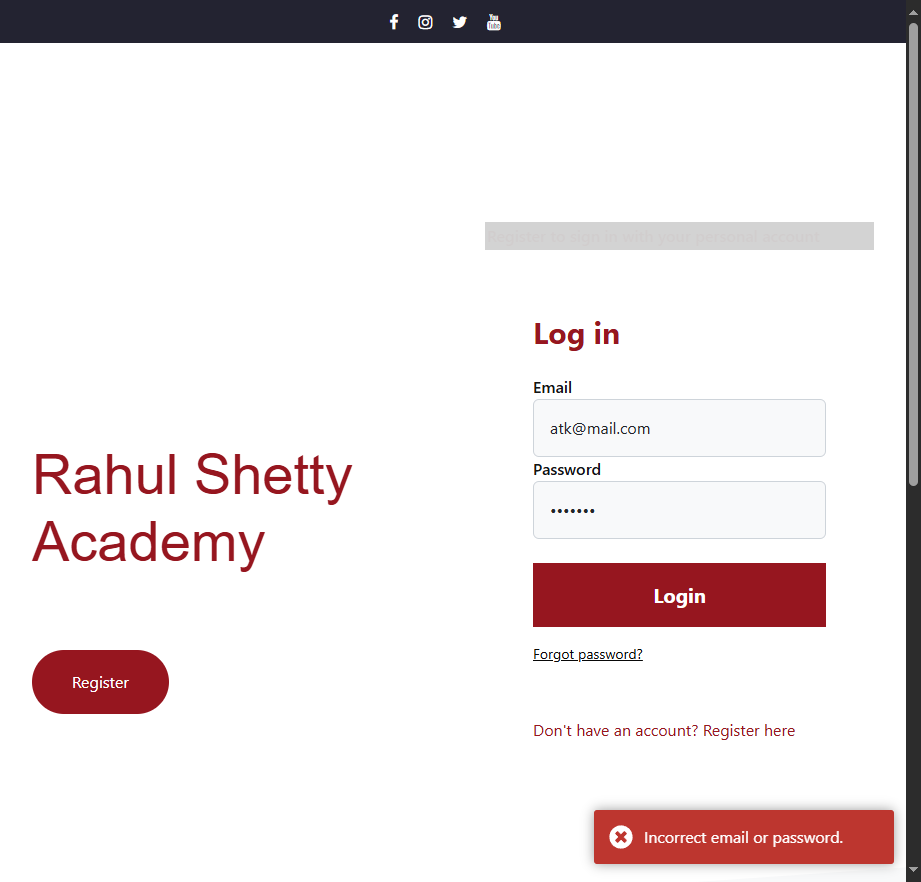 Register to sign in with your personal account
Log in
Email
atk@mail.com
Password
Rahul Shetty
Academy
Login
Forgot password?
Register
Don't have an account? Register here
Incorrect email or password.